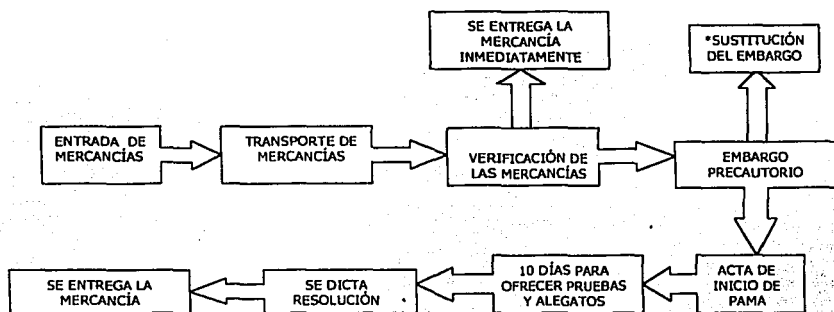 SE ENTREGA LA
MERCANCÍA
INMEDIATAMENTE
*SUSTITUCIÓN
DEL EMBARGO
ENTRADA DE
MERCANCÍAS
TRANSPORTE DE
MERCANCÍAS
VERIFICACIÓN DE
LAS MERCANCÍAS
EMBARGO
PRECAUTORIO
SE ENTREGA LA
MERCANCÍA
SE DICTA
RESOLUCIÓN
10 DÍAS PARA
OFRECER PRUEBAS
Y ALEGATOS
ACTA DE
INICIO DE
PAMA